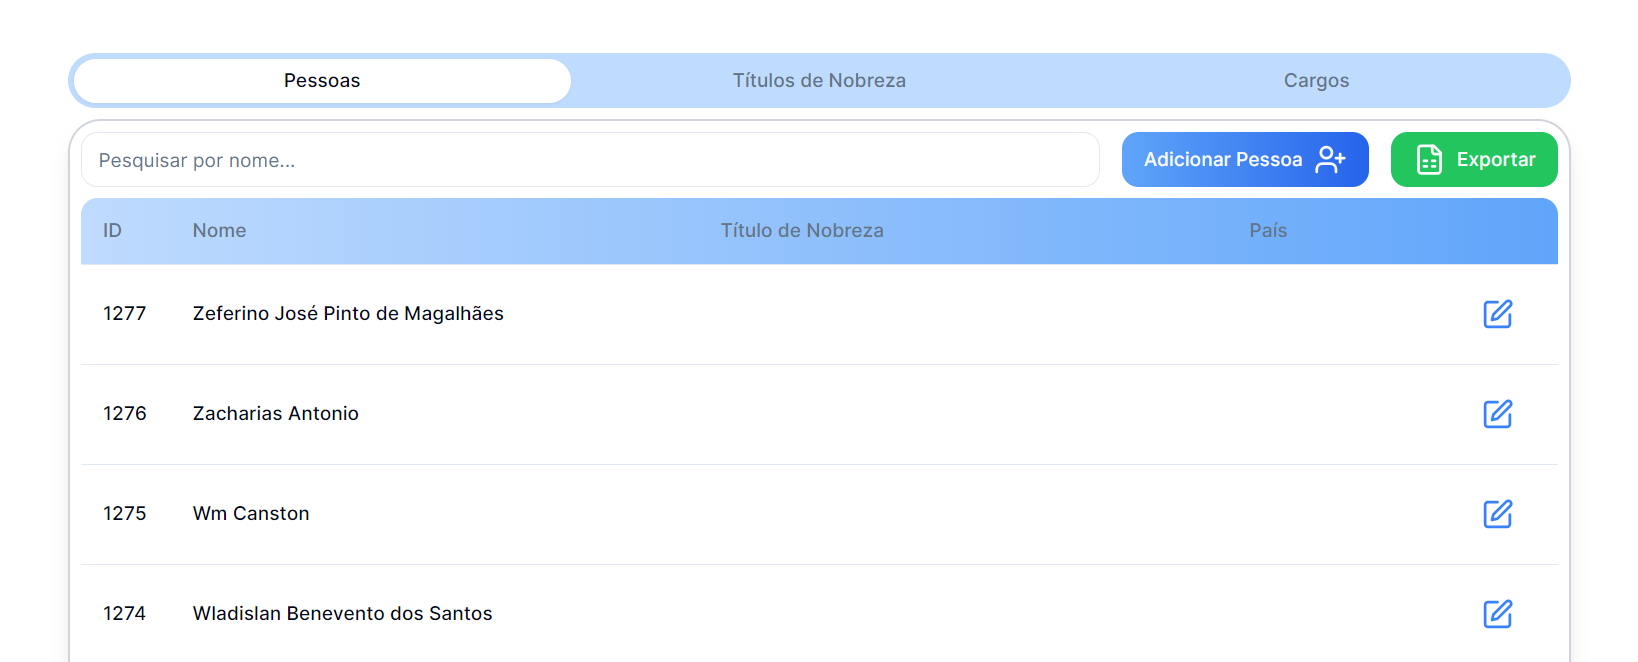 Pessoas Títulos de Nobreza Cargos
Pesquisar por nome... Adicionar Pessoa Exportar
ID Nome Título de Nobreza País
1277 Zeferino José Pinto de Magalhães
1276 Zacharias Antonio
1275 Wm Canston
1274 Wladislan Benevento dos Santos